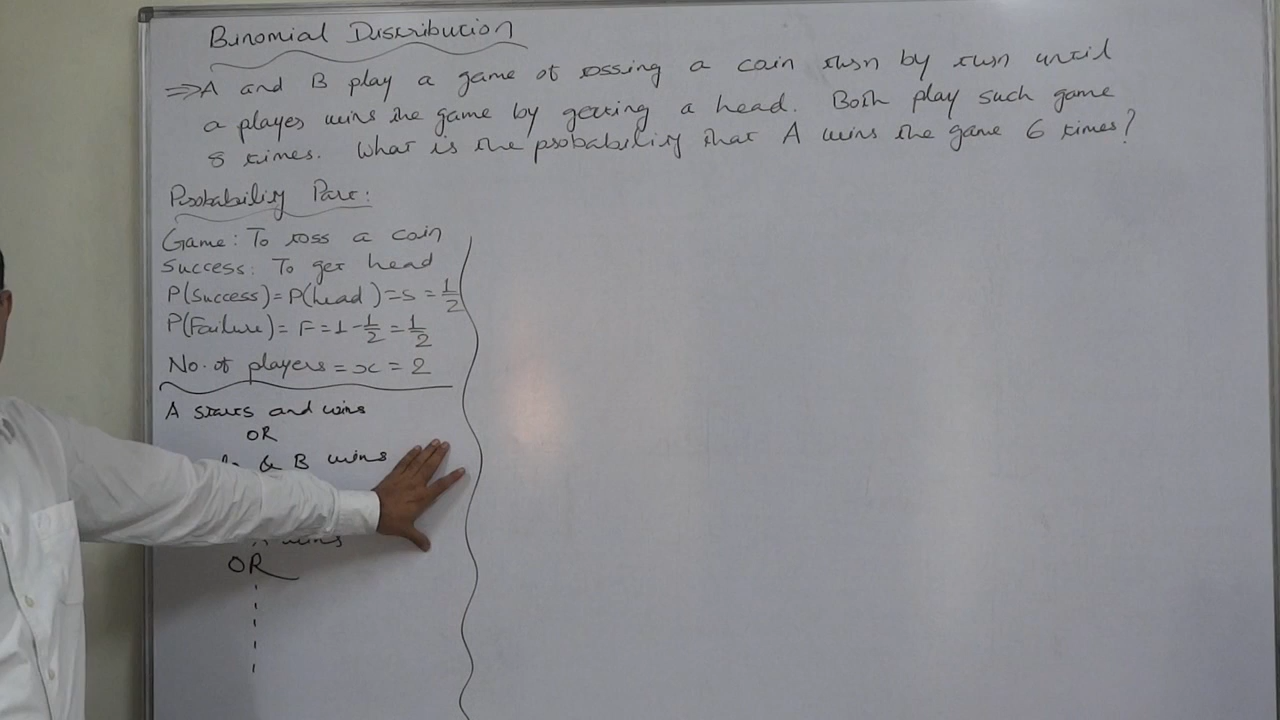 Binomial Distribution
⇒ A and B play a game of tossing a coin turn by turn until
a player wins the game by getting a head. Both play such game
8 times. What is the probability that A wins the game 6 times?
Probability Part:
Game: To toss a coin
Success: To get head
P(Success) = P(head) = S = 1/2
P(Failure) = F = 1 - 1/2 = 1/2
No. of players = x = 2
A starts and wins
OR
& B wins
wins
OR